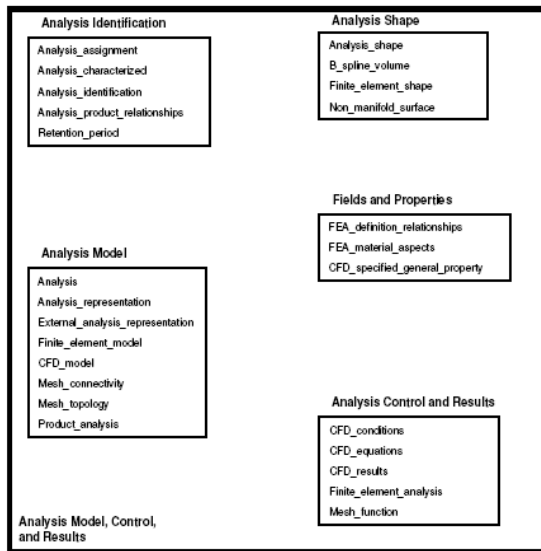 Analysis Identification
Analysis_assignment
Analysis_characterized
Analysis_identification
Analysis_product_relationships
Retention_period
Analysis Shape
Analysis_shape
B_spline_volume
Finite_element_shape
Non_manifold_surface
Fields and Properties
FEA_definition_relationships
FEA_material_aspects
CFD_specified_general_property
Analysis Model
Analysis
Analysis_representation
External_analysis_representation
Finite_element_model
CFD_model
Mesh_connectivity
Mesh_topology
Product_analysis
Analysis Control and Results
CFD_conditions
CFD_equations
CFD_results
Finite_element_analysis
Mesh_function
Analysis Model, Control,
and Results